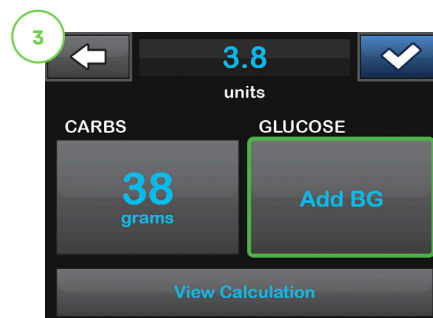 3
3.8
units
CARBS
GLUCOSE
38
grams
Add BG
View Calculation